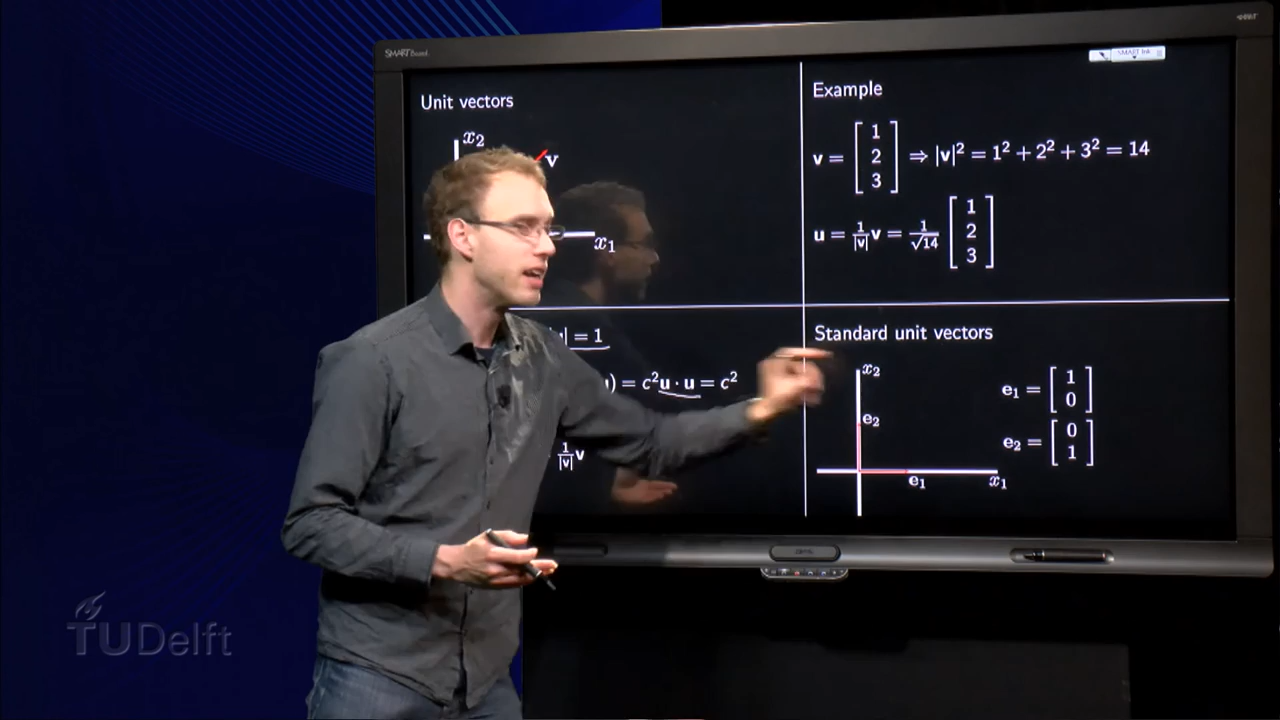 SMART Board
SMART Ink
Unit vectors
x₂
v
x₁
Example
v = [1 2 3] ⇒ |v|² = 1² + 2² + 3² = 14
u = 1/|v| v = 1/√14 [1 2 3]
u| = 1
) = c²u · u = c²
1/|v| v
Standard unit vectors
x₂
e₂
e₁
x₁
e₁ = [1 0]
e₂ = [0 1]
TUDelft